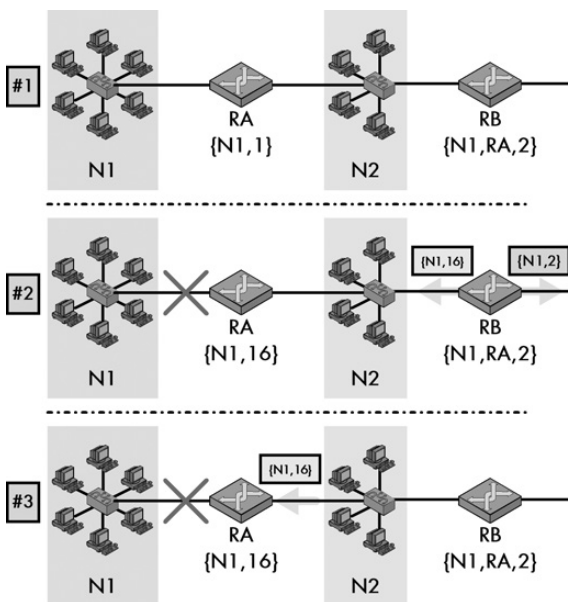 #1
RA
{N1,1}
RB
{N1,RA,2}
N1
N2
#2
{N1,16}
{N1,2}
RA
{N1,16}
RB
{N1,RA,2}
N1
N2
#3
{N1,16}
RA
{N1,16}
RB
{N1,RA,2}
N1
N2